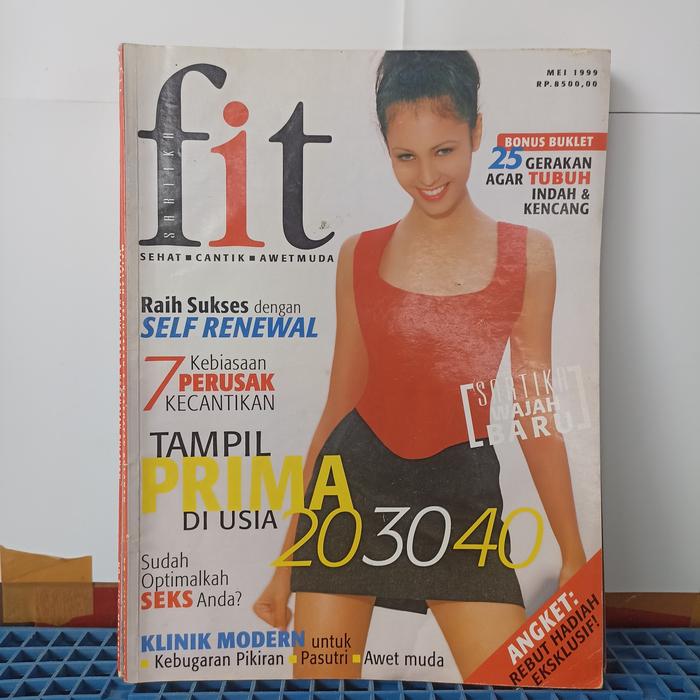 fit
SARTIKA
SEHAT ▪ CANTIK ▪ AWETMUDA
MEI 1999
RP.8500,00
BONUS BUKLET
25 GERAKAN
AGAR TUBUH
INDAH &
KENCANG
Raih Sukses dengan
SELF RENEWAL
7 Kebiasaan
PERUSAK
KECANTIKAN
[SARTIKA
WAJAH
BARU]
TAMPIL
PRIMA
DI USIA 20 30 40
Sudah
Optimalkah
SEKS Anda?
KLINIK MODERN untuk
▪ Kebugaran Pikiran ▪ Pasutri ▪ Awet muda
ANGKET:
REBUT HADIAH
EKSKLUSIF!